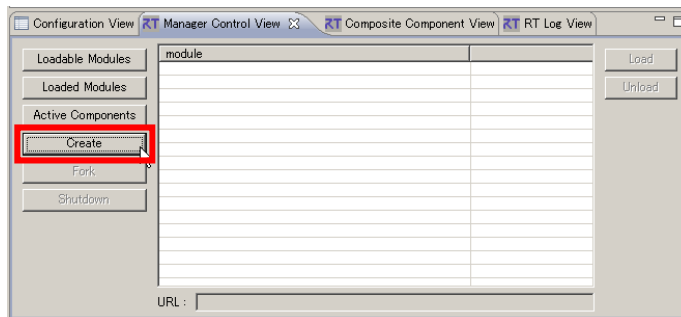 Configuration View RT Manager Control View RT Composite Component View RT RT Log View
Loadable Modules
module
Load
Loaded Modules
Unload
Active Components
Create
Fork
Shutdown
URL :